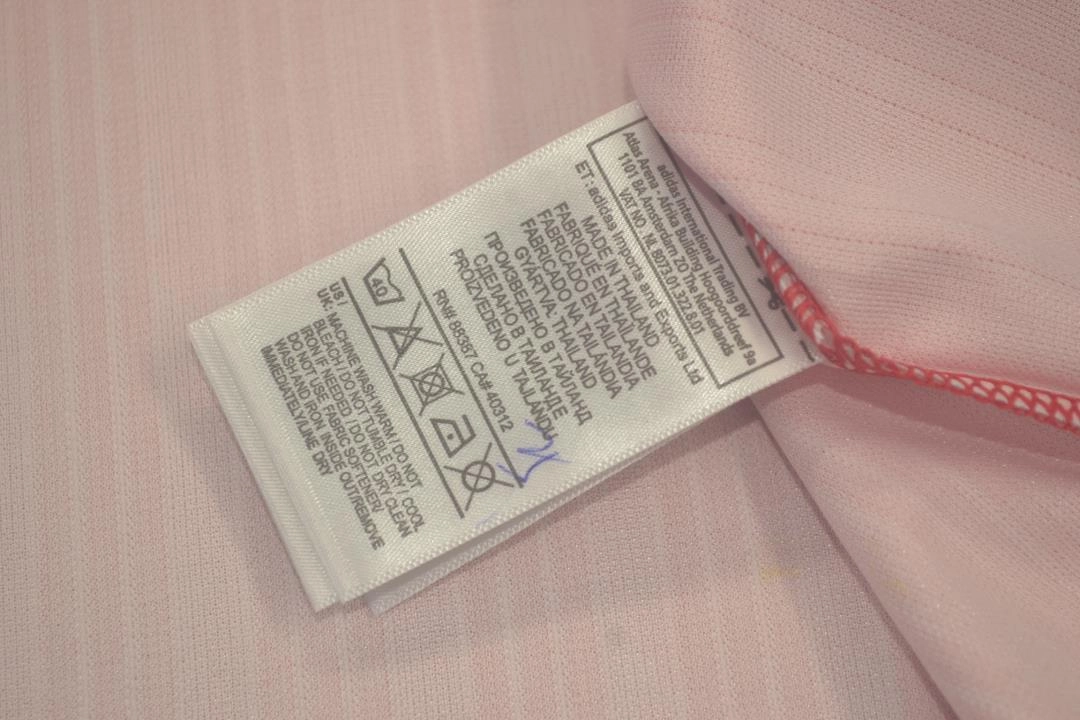 adidas International Trading BV
Atlas Arena - Afrika Building Hoogoorddreef 9a
1101 BA Amsterdam ZO The Netherlands
VAT NO : NL 8073.01.372.B.01
ET: adidas Imports and Exports Ltd
MADE IN THAILAND
FABRIQUÉ EN THAÏLANDE
FABRICADO EN TAILANDIA
FABRICADO NA TAILÂNDIA
GYÁRTVA: THAILAND
ПРОИЗВЕДЕНО В ТАЙЛАНД
СДЕЛАНО В ТАИЛАНДЕ
PROIZVEDENO U TAJLANDU
RN# 88387 CA# 40312
40
US /
UK: MACHINE WASH WARM / DO NOT
BLEACH / DO NOT TUMBLE DRY / COOL
IRON IF NEEDED / DO NOT DRY CLEAN
DO NOT USE FABRIC SOFTENER/
WASH AND IRON INSIDE OUT/REMOVE
IMMEDIATELY/LINE DRY